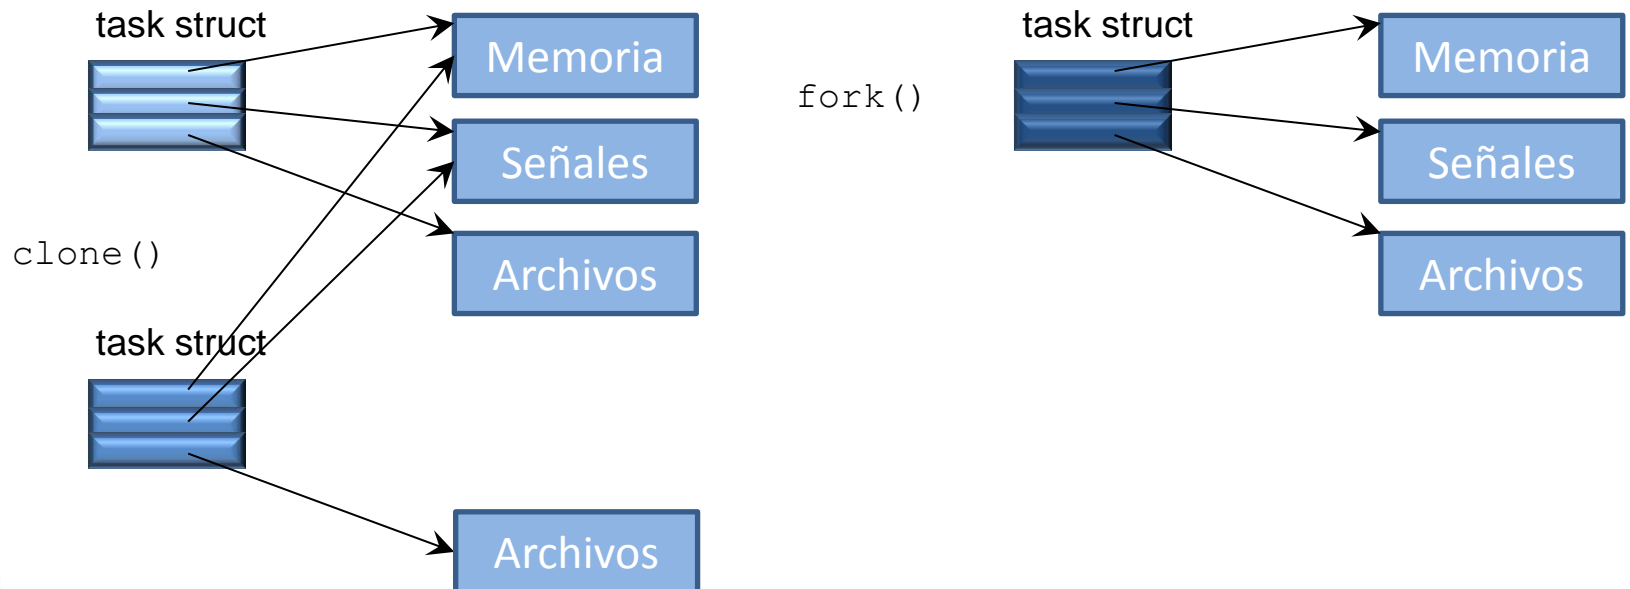 task struct
Memoria
Señales
Archivos
clone()
task struct
Archivos
fork()
task struct
Memoria
Señales
Archivos